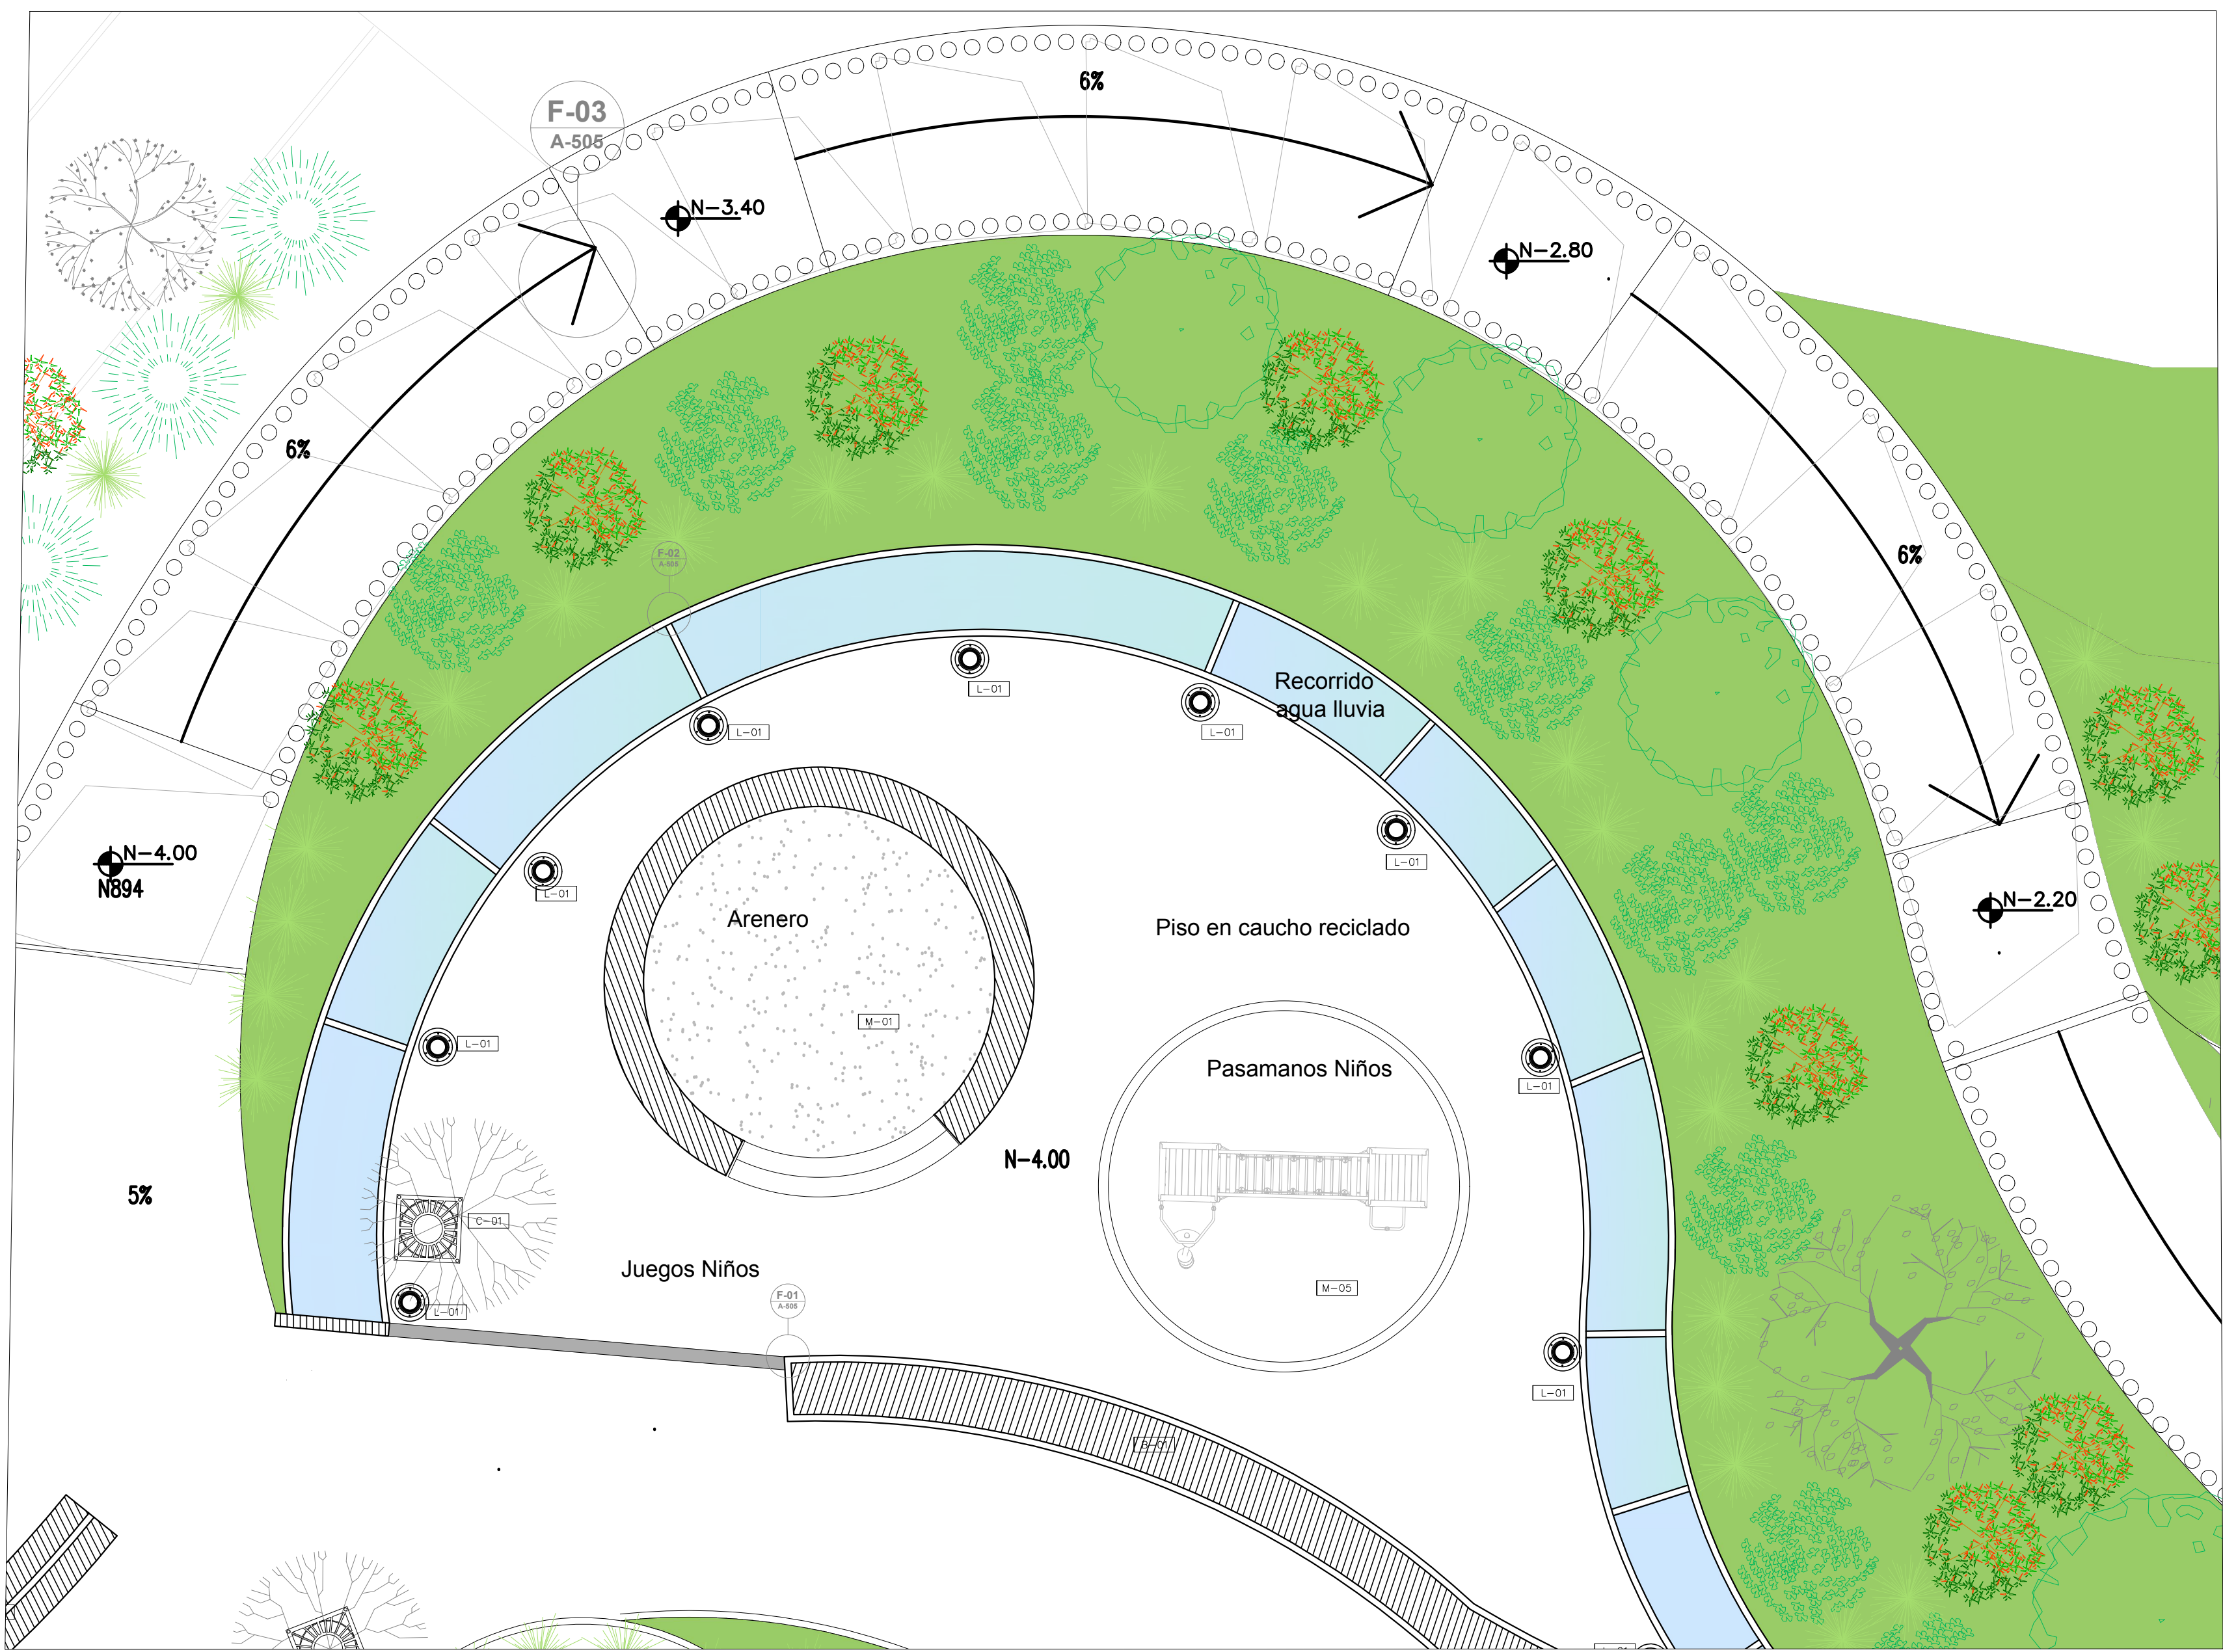 6%
F-03
A-505
N-3.40
N-2.80
6%
F-02
A-505
6%
L-01
Recorrido
agua lluvia
L-01
L-01
L-01
N-4.00
N894
L-01
L-01
Arenero
Piso en caucho reciclado
N-2.20
M-01
L-01
Pasamanos Niños
L-01
N-4.00
5%
C-01
Juegos Niños
M-05
F-01
A-505
L-01
L-01
B-01